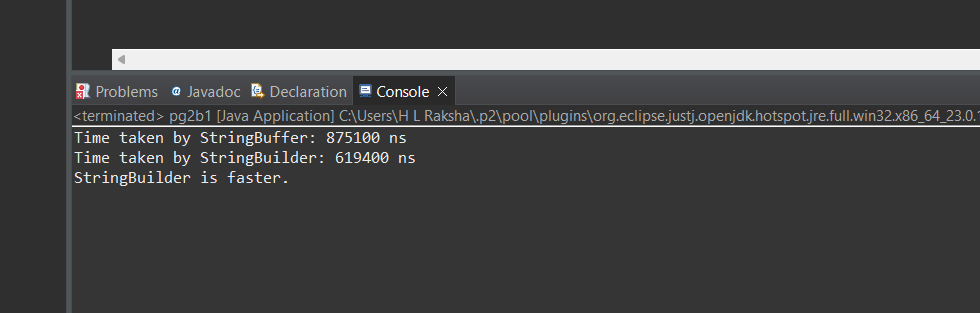 Problems Javadoc Declaration Console
<terminated> pg2b1 [Java Application] C:\Users\H L Raksha\.p2\pool\plugins\org.eclipse.justj.openjdk.hotspot.jre.full.win32.x86_64_23.0.1
Time taken by StringBuffer: 875100 ns
Time taken by StringBuilder: 619400 ns
StringBuilder is faster.